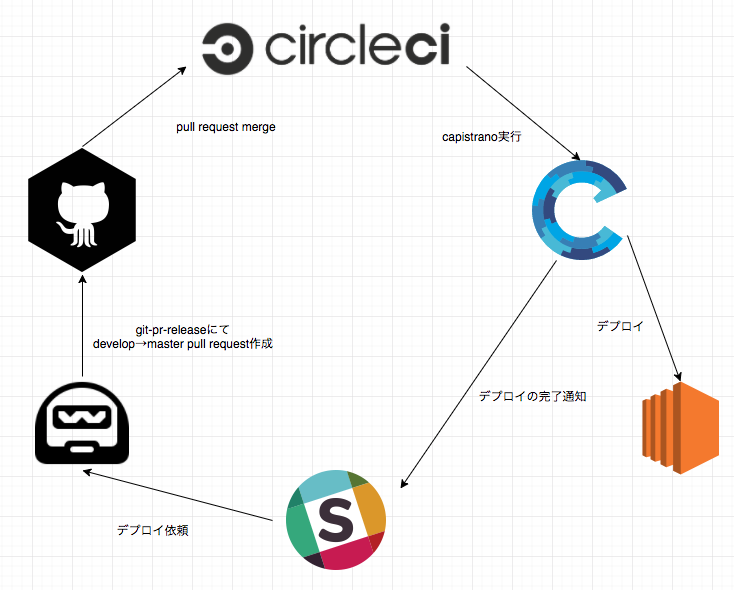 circleci
pull request merge
capistrano実行
git-pr-releaseにて
develop→master pull request作成
デプロイ
デプロイの完了通知
S
デプロイ依頼